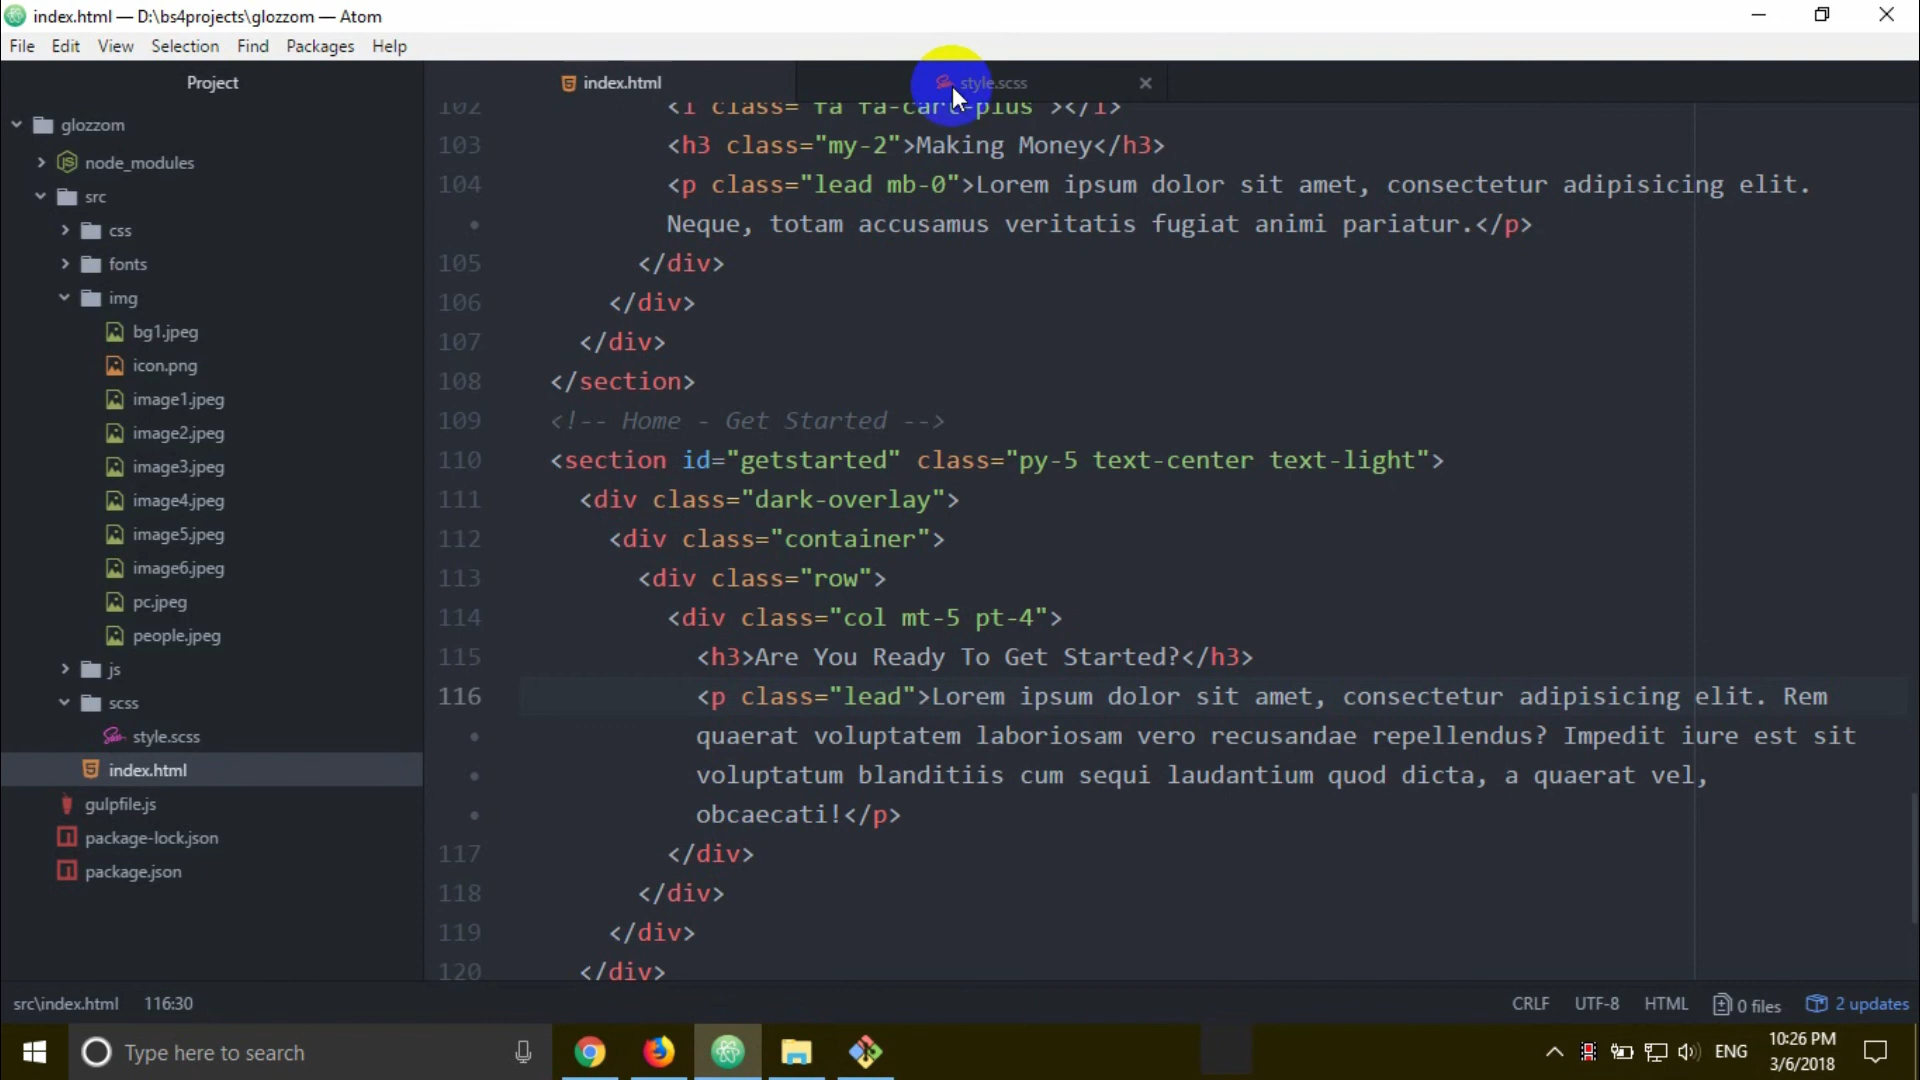 index.html — D:\bs4projects\glozzom — Atom
File Edit View Selection Find Packages Help
Project
glozzom
node_modules
src
css
fonts
img
bg1.jpeg
icon.png
image1.jpeg
image2.jpeg
image3.jpeg
image4.jpeg
image5.jpeg
image6.jpeg
pc.jpeg
people.jpeg
js
scss
style.scss
index.html
gulpfile.js
package-lock.json
package.json
index.html style.scss
102 <i class="fa fa-cart-plus"></i>
103 <h3 class="my-2">Making Money</h3>
104 <p class="lead mb-0">Lorem ipsum dolor sit amet, consectetur adipisicing elit.
Neque, totam accusamus veritatis fugiat animi pariatur.</p>
105 </div>
106 </div>
107 </div>
108 </section>
109 <!-- Home - Get Started -->
110 <section id="getstarted" class="py-5 text-center text-light">
111 <div class="dark-overlay">
112 <div class="container">
113 <div class="row">
114 <div class="col mt-5 pt-4">
115 <h3>Are You Ready To Get Started?</h3>
116 <p class="lead">Lorem ipsum dolor sit amet, consectetur adipisicing elit. Rem
quaerat voluptatem laboriosam vero recusandae repellendus? Impedit iure est sit
voluptatum blanditiis cum sequi laudantium quod dicta, a quaerat vel,
obcaecati!</p>
117 </div>
118 </div>
119 </div>
120 </div>
src\index.html 116:30 CRLF UTF-8 HTML 0 files 2 updates
Type here to search
ENG
10:26 PM
3/6/2018